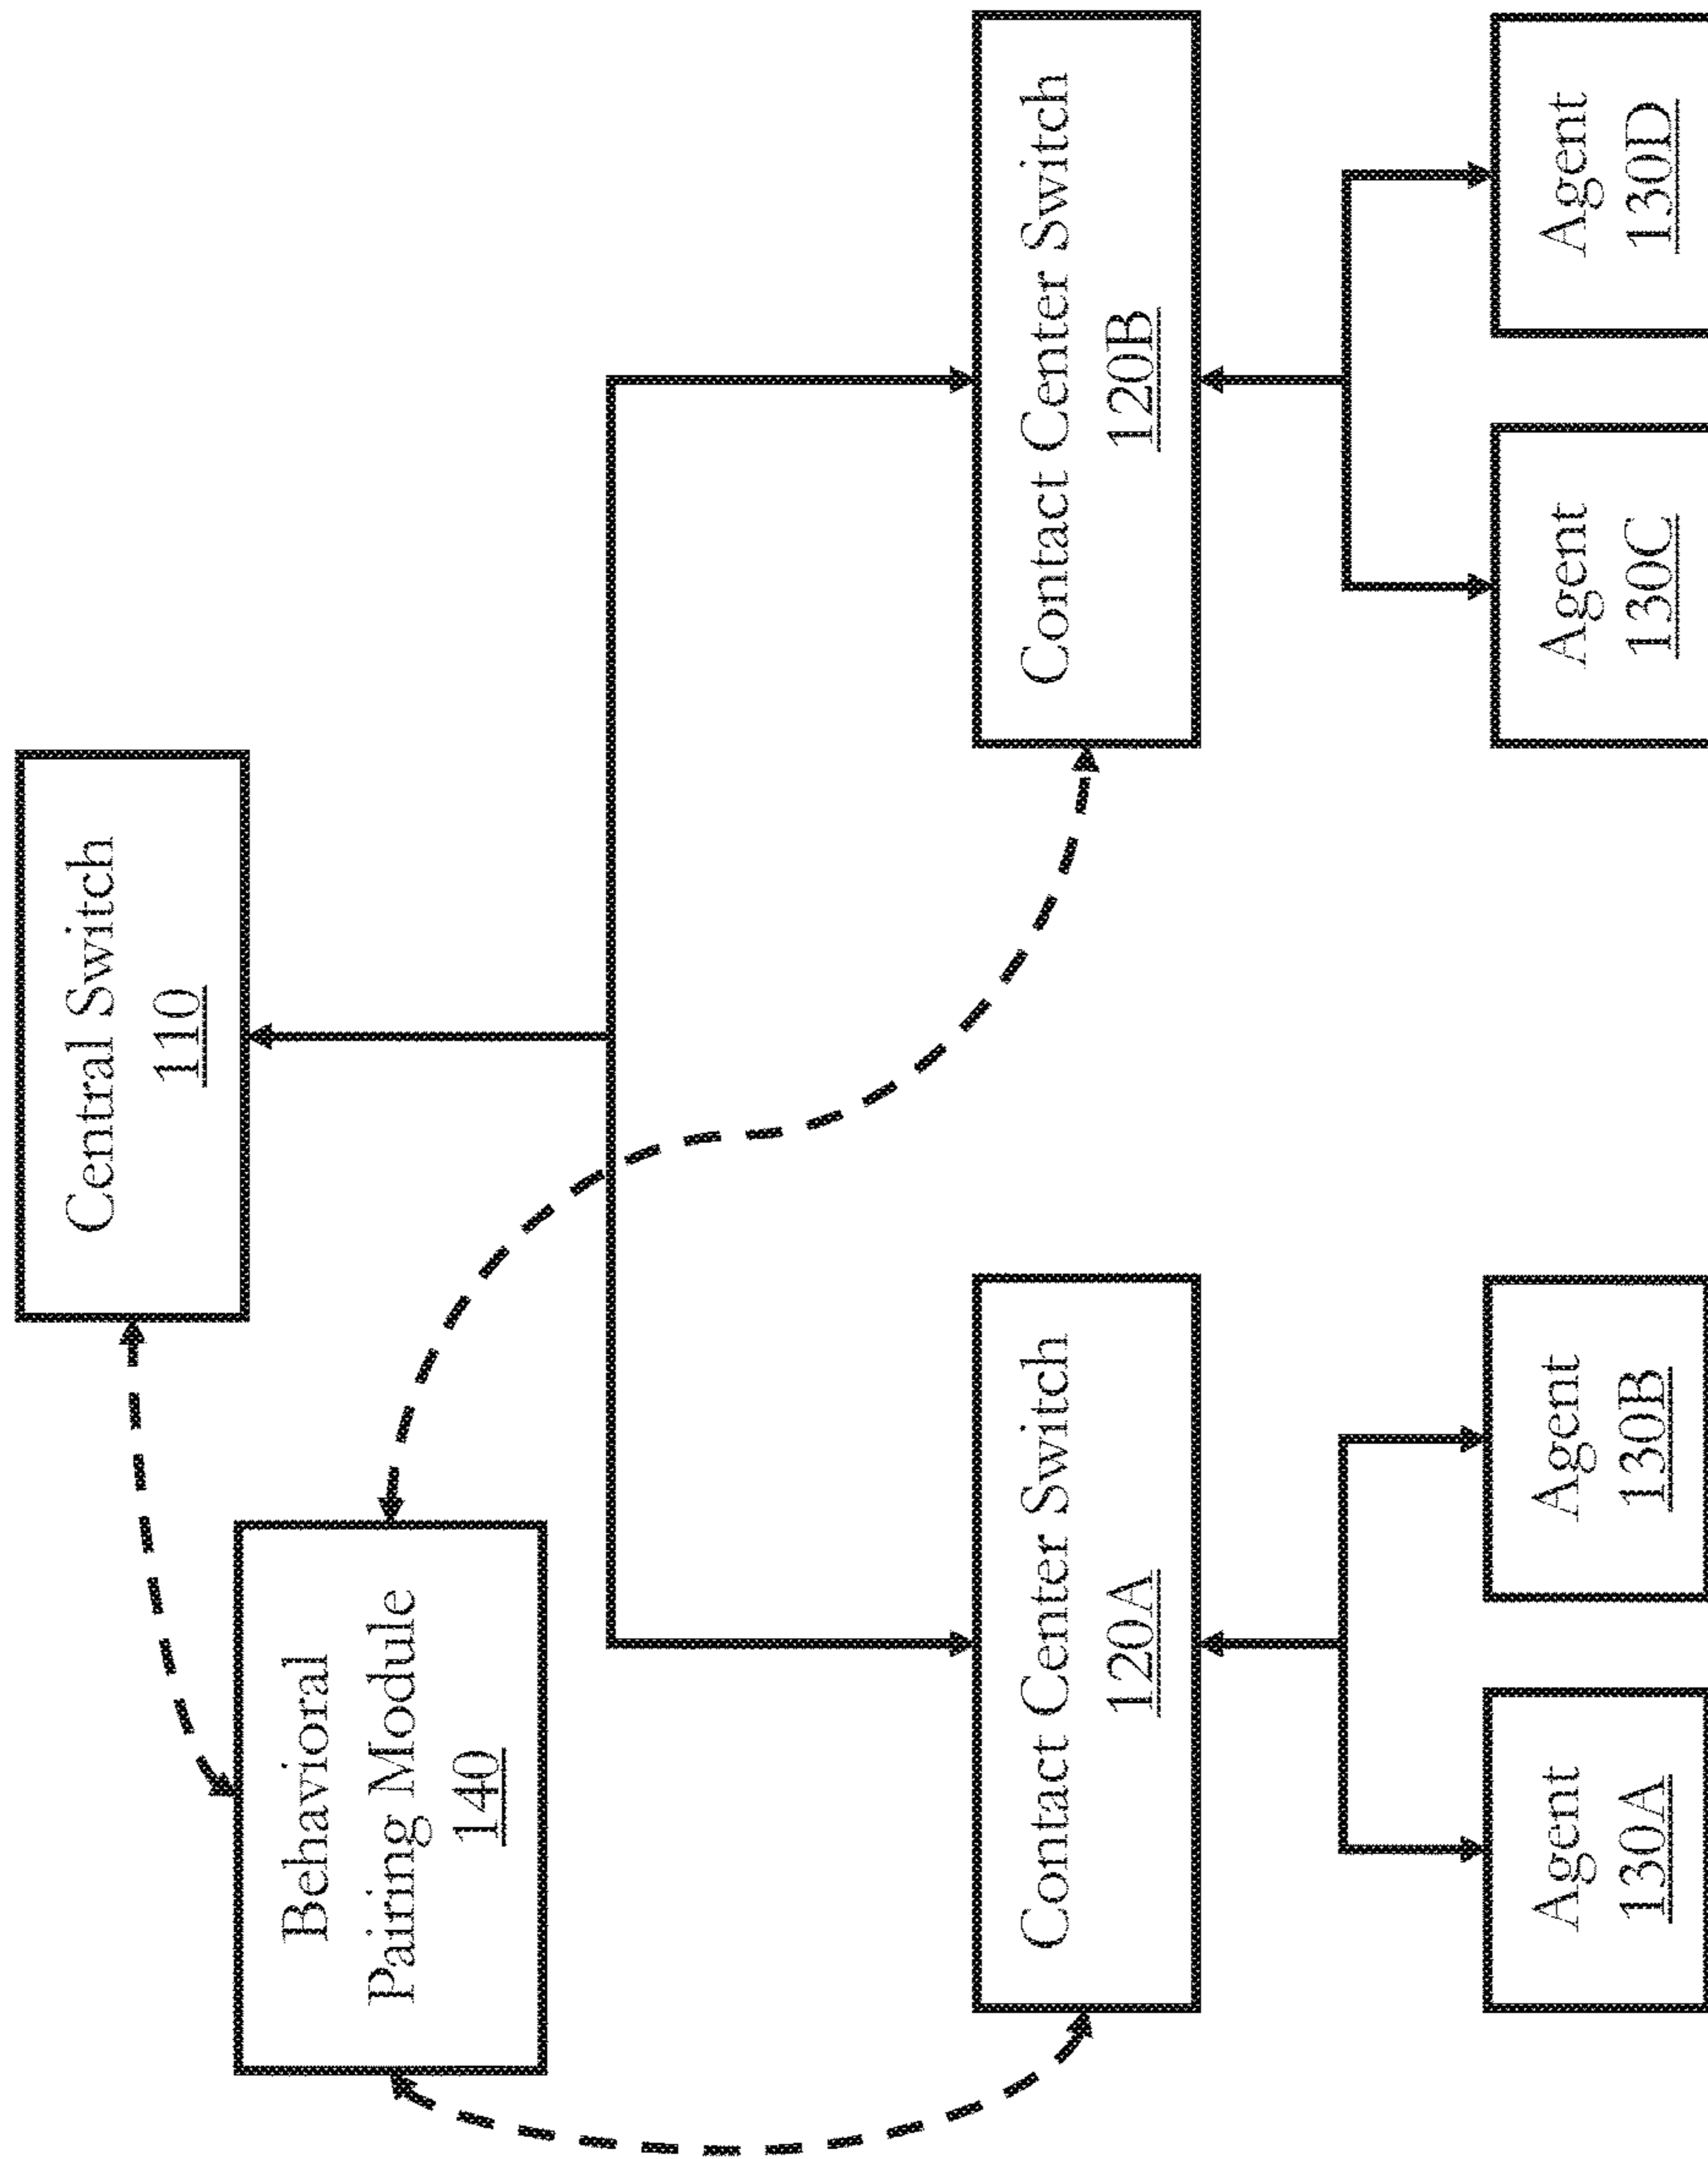 Central Switch
110
Behavioral
Pairing Module
140
Contact Center Switch
120A
Contact Center Switch
120B
Agent
130A
Agent
130B
Agent
130C
Agent
130D